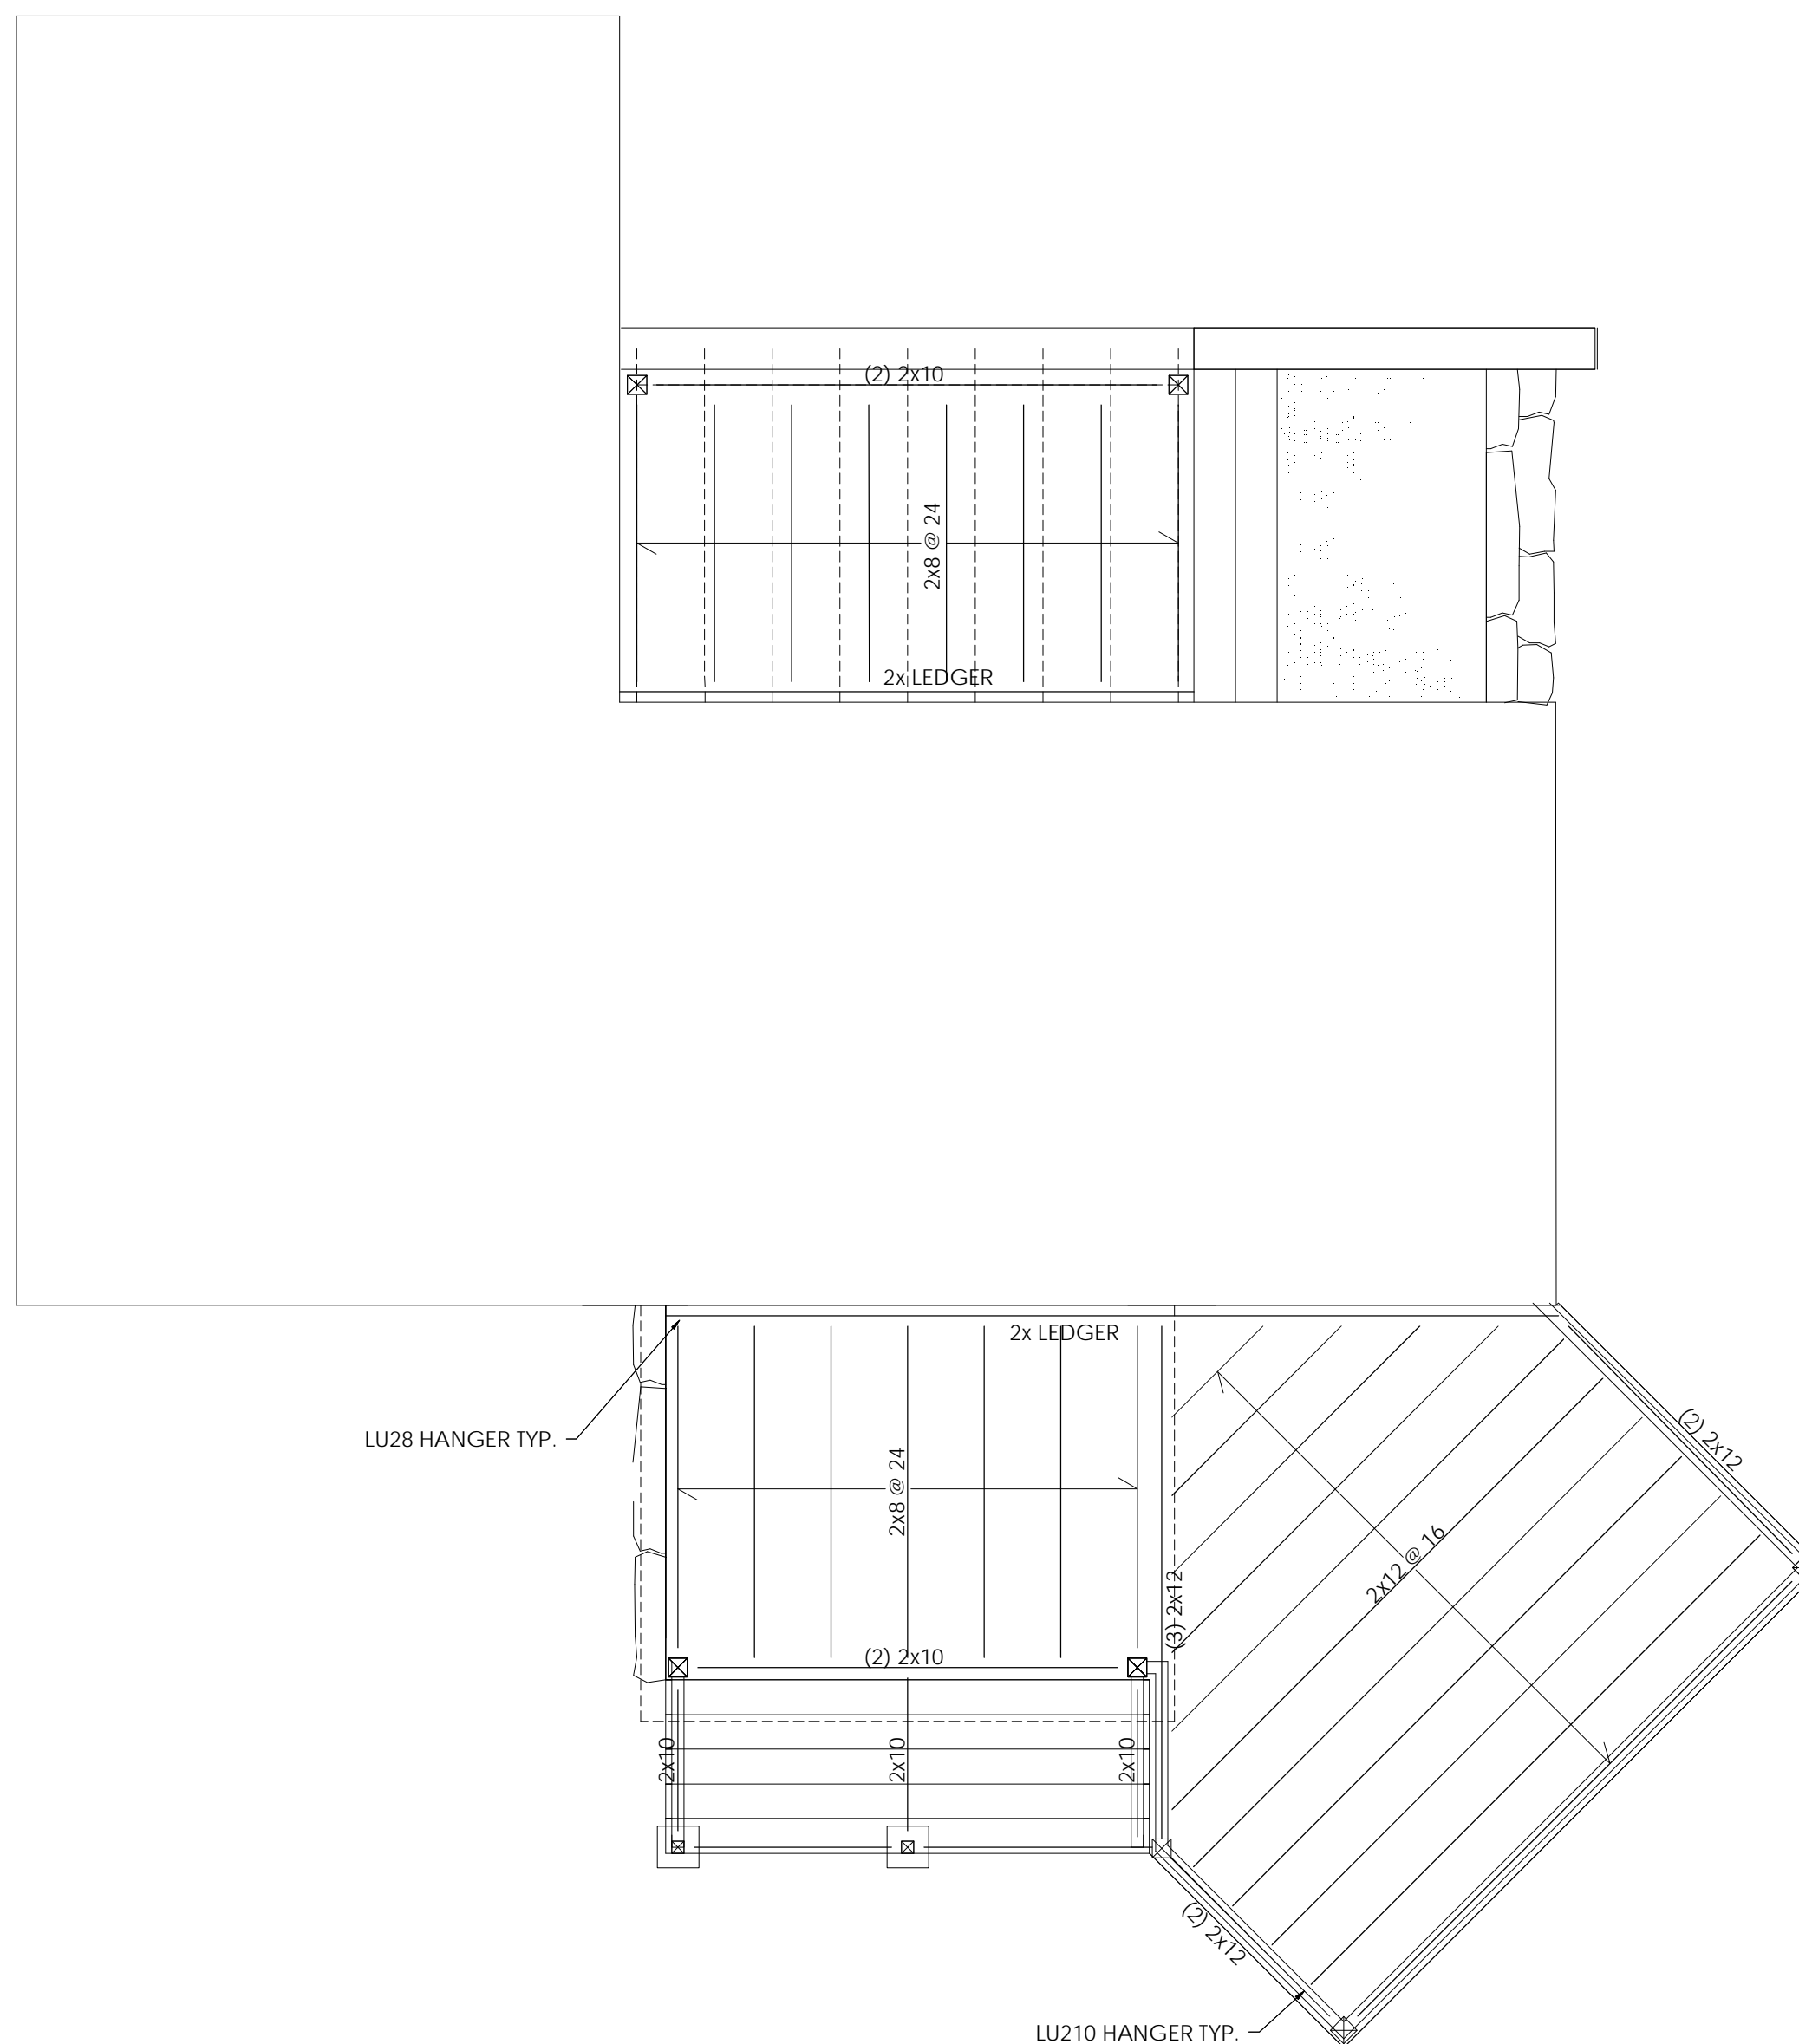 (2) 2x10
2x8 @ 24
2x LEDGER
2x LEDGER
LU28 HANGER TYP.
(2) 2x12
2x8 @ 24
2x12 @ 16
(3) 2x12
(2) 2x10
2x10
2x10
2x10
(2) 2x12
LU210 HANGER TYP.